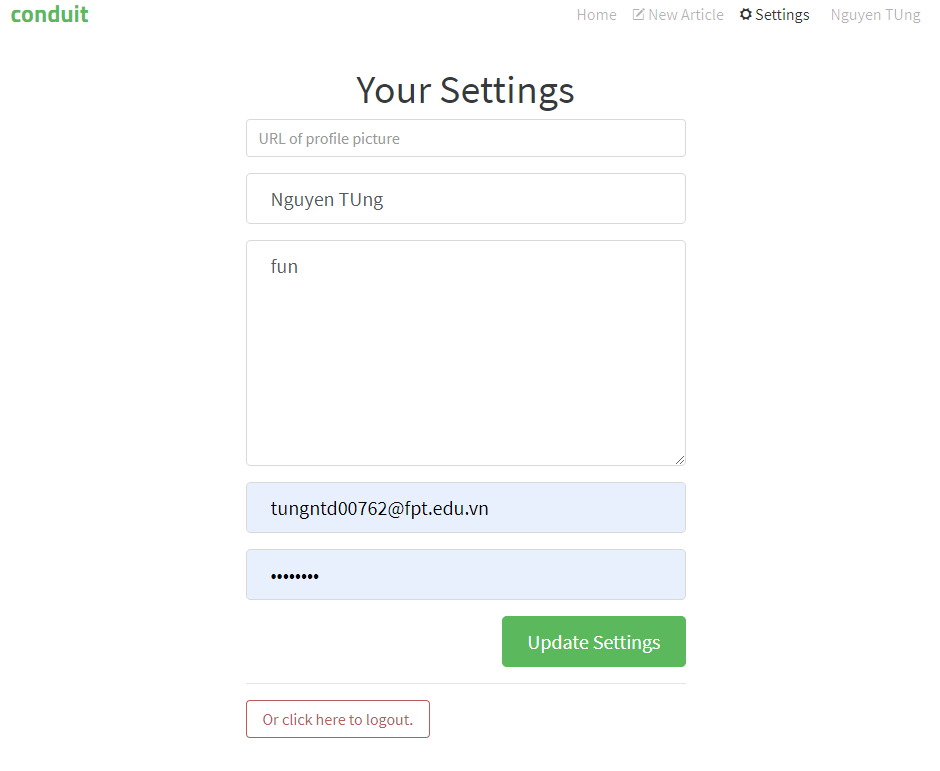 conduit Home New Article Settings Nguyen TUng
Your Settings
URL of profile picture
Nguyen TUng
fun
tungntd00762@fpt.edu.vn
••••••••
Update Settings
Or click here to logout.